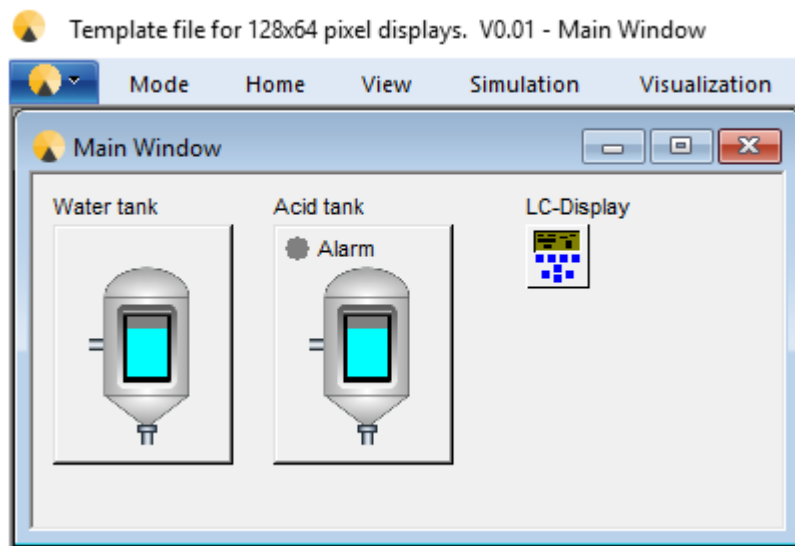 Template file for 128x64 pixel displays. V0.01 - Main Window
Mode Home View Simulation Visualization
Main Window
Water tank Acid tank LC-Display
Alarm